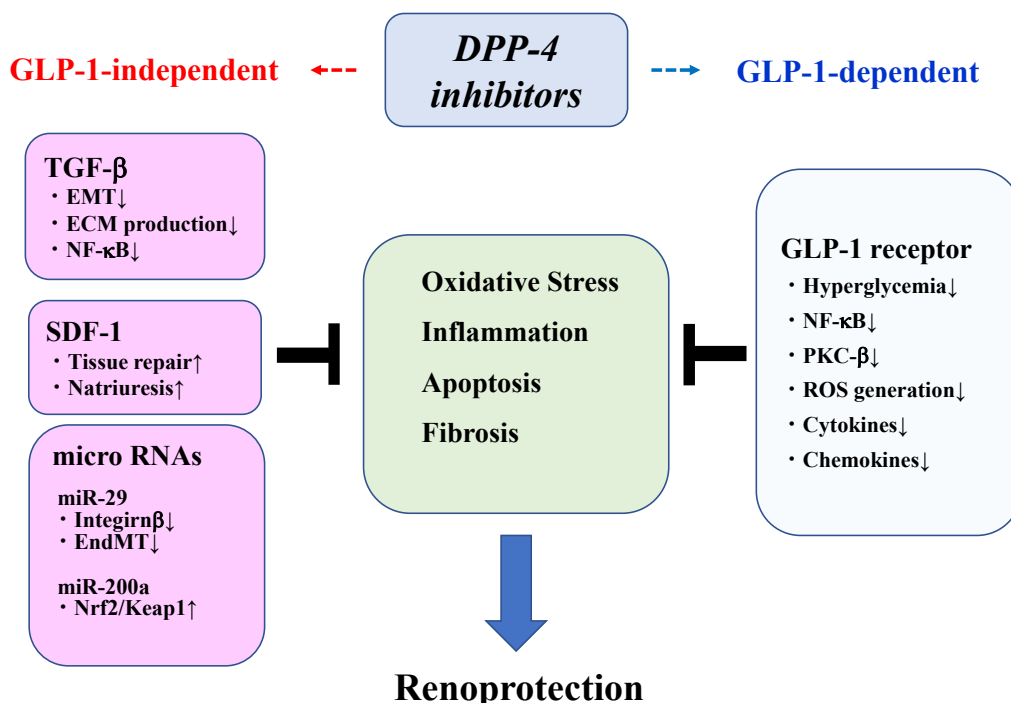 DPP-4
inhibitors
GLP-1-independent
GLP-1-dependent
TGF-β
・EMT↓
・ECM production↓
・NF-κB↓
SDF-1
・Tissue repair↑
・Natriuresis↑
micro RNAs
miR-29
・Integirnβ↓
・EndMT↓
miR-200a
・Nrf2/Keap1↑
Oxidative Stress
Inflammation
Apoptosis
Fibrosis
GLP-1 receptor
・Hyperglycemia↓
・NF-κB↓
・PKC-β↓
・ROS generation↓
・Cytokines↓
・Chemokines↓
Renoprotection